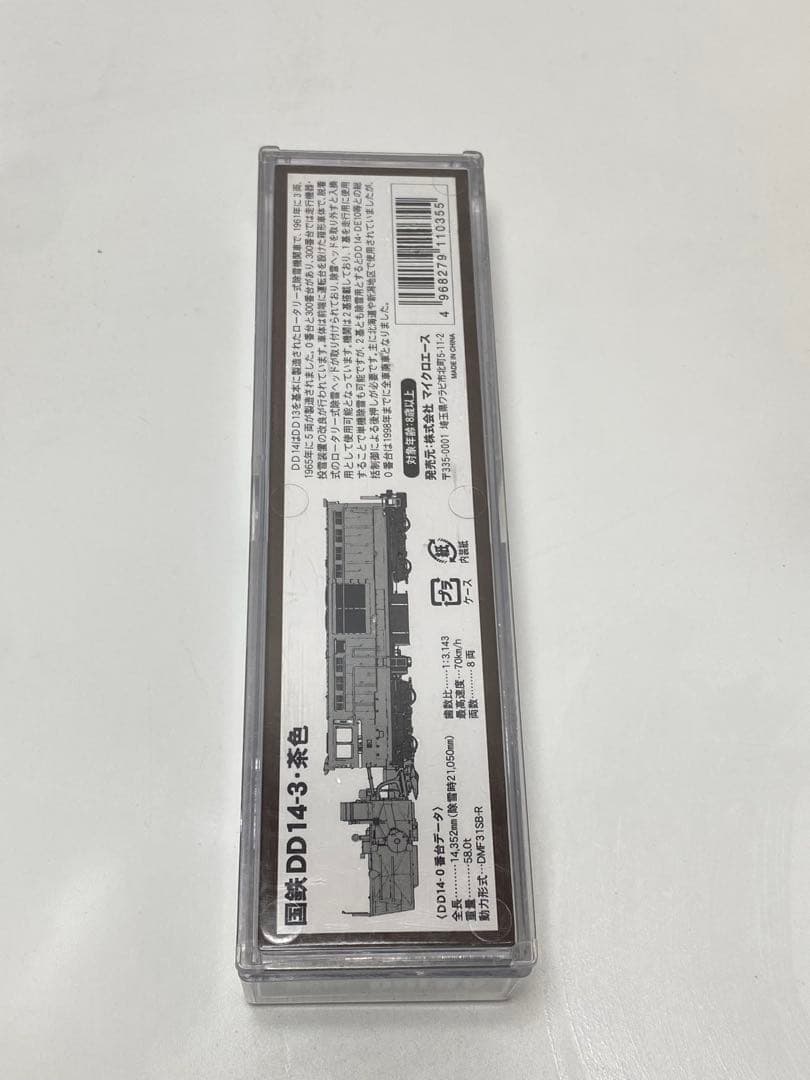 国鉄 DD14-3・茶色
DD14はDD13を基本に製造されたロータリー式除雪機関車で、1961年に3両、
1965年に5両が製造されました。0番台と300番台があり、300番台では走行機器・
投雪装置の改良が行われています。車体は前端に運転台を設けた箱形車体で、脱着
式のロータリー式除雪ヘッドが取り付けられており、除雪ヘッドを取り外すと入換
用として使用可能となっています。機関は2基搭載しており、1基を走行用に使用
することで単機除雪も可能ですが、2基とも除雪用とするとDD14・DE10等との総
括制御による後押しが必要です。主に北海道や新潟地区で使用されていましたが、
0番台は1998年までに全車廃車となりました。
〈DD14-0番台データ〉
全長………14,352mm(除雪時21,050mm)
重量………58.0t
動力形式…DMF31SB-R
歯数比……1:3.143
最高速度…70km/h
両数………8両
プラ
ケース
紙
内装紙
対象年齢:8歳以上
発売元:株式会社 マイクロエース
〒335-0001 埼玉県ワラビ市北町5-11-2
MADE IN CHINA
4 968279 110355